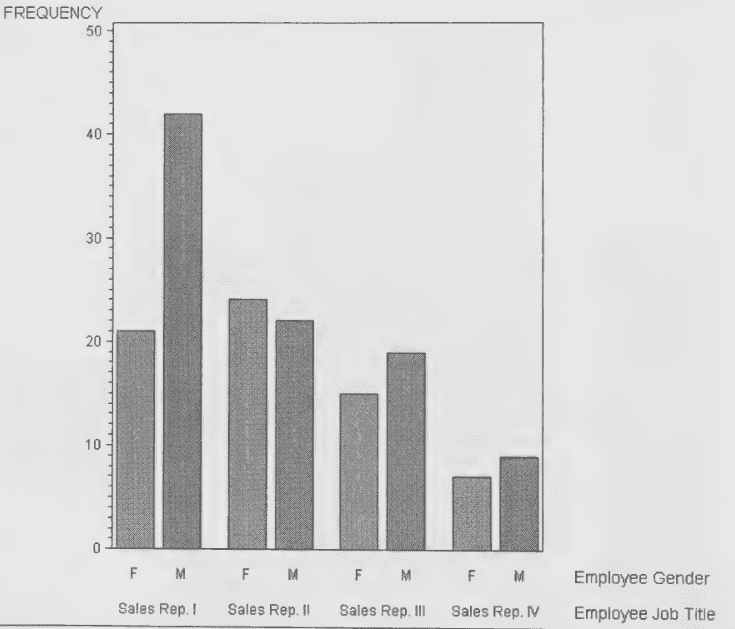 FREQUENCY
50
40
30
20
10
0
F M F M F M F M Employee Gender
Sales Rep. I Sales Rep. II Sales Rep. III Sales Rep. IV Employee Job Title